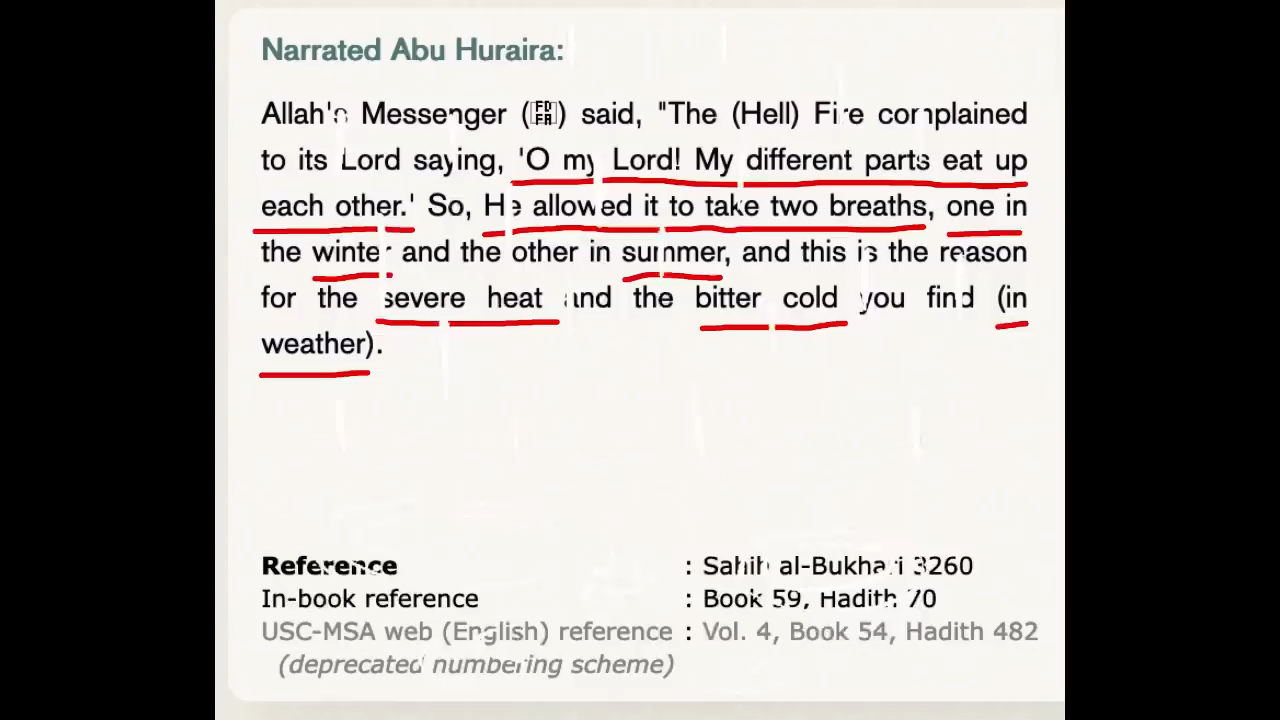 Narrated Abu Huraira:
Allah's Messenger (ﷺ) said, "The (Hell) Fire complained
to its Lord saying, 'O my Lord! My different parts eat up
each other.' So, He allowed it to take two breaths, one in
the winter and the other in summer, and this is the reason
for the severe heat and the bitter cold you find (in
weather).
Reference : Sahih al-Bukhari 3260
In-book reference : Book 59, Hadith 70
USC-MSA web (English) reference : Vol. 4, Book 54, Hadith 482
(deprecated numbering scheme)